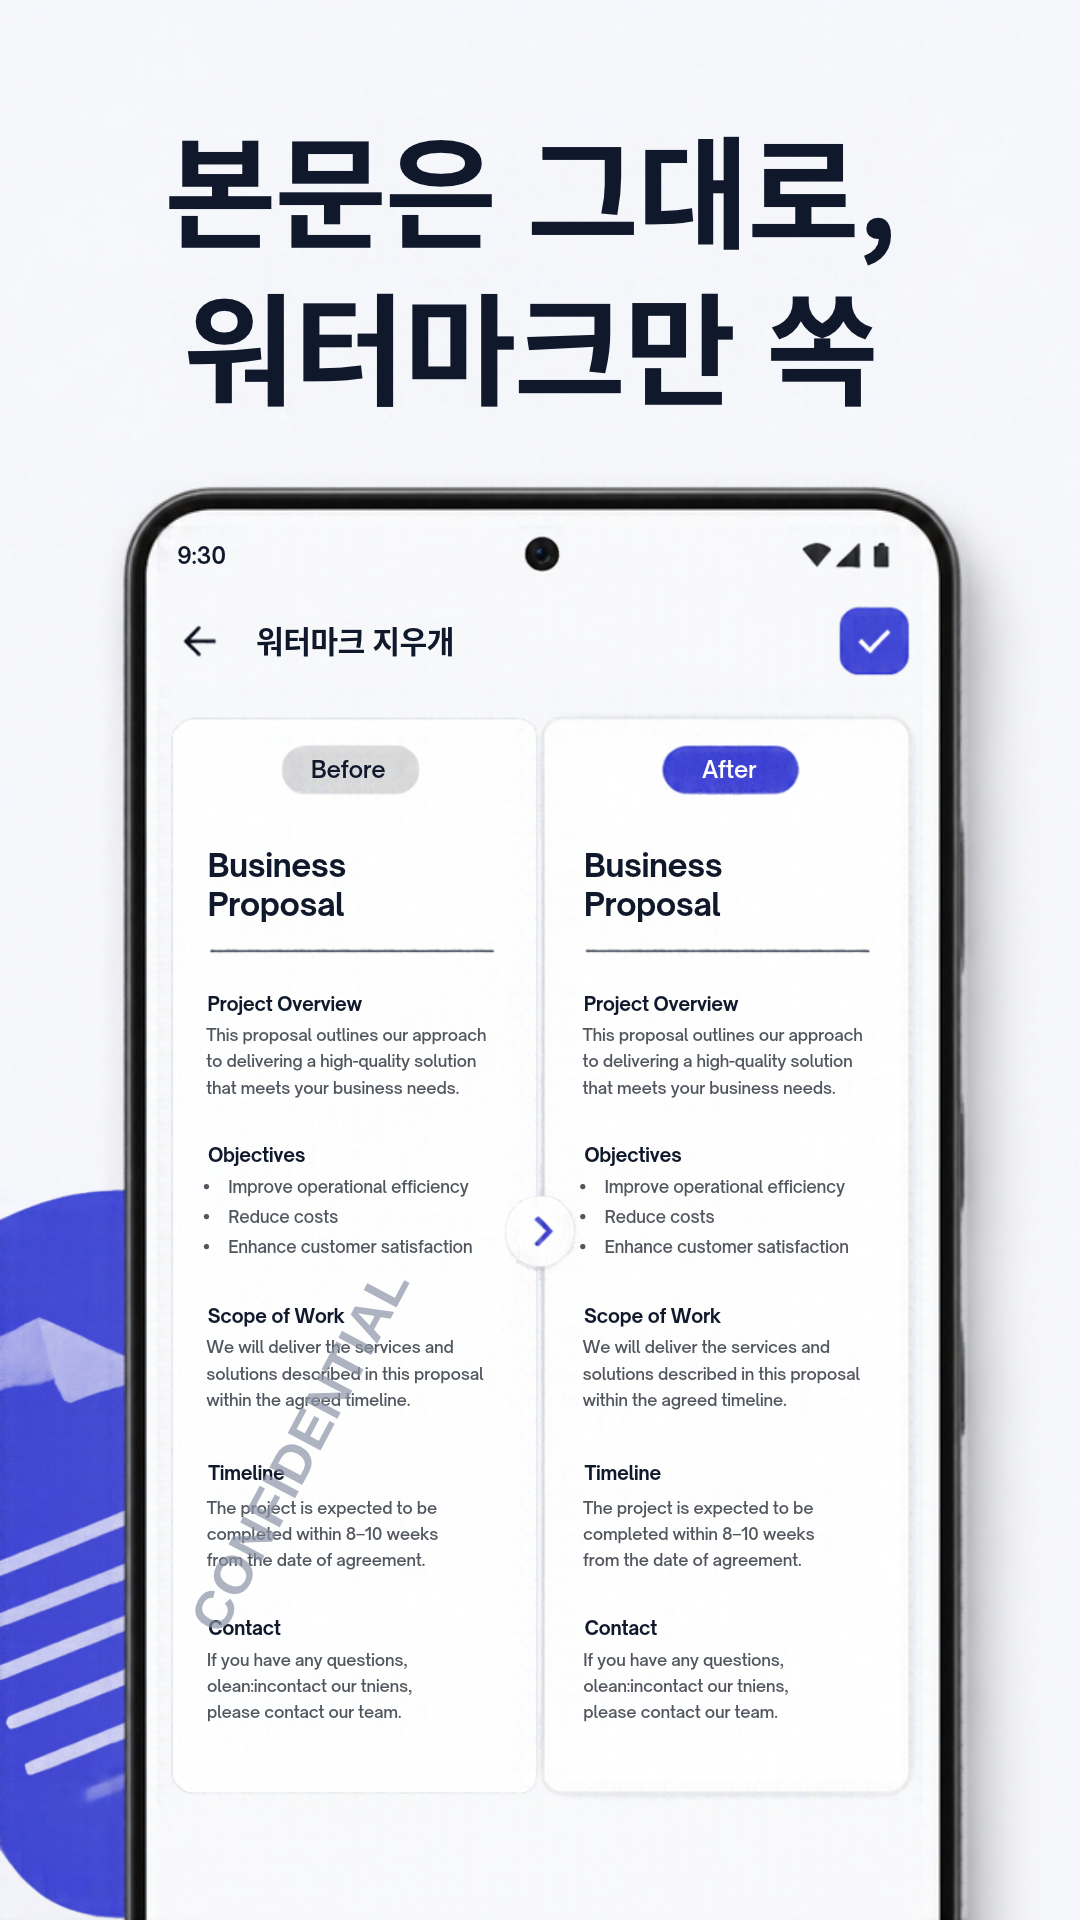 본문은 그대로,
워터마크만 쏙
9:30
워터마크 지우개
Before
Business
Proposal
Project Overview
This proposal outlines our approach
to delivering a high-quality solution
that meets your business needs.
Objectives
• Improve operational efficiency
• Reduce costs
• Enhance customer satisfaction
Scope of Work
We will deliver the services and
solutions described in this proposal
within the agreed timeline.
Timeline
The project is expected to be
completed within 8–10 weeks
from the date of agreement.
Contact
If you have any questions,
olean:incontact our tniens,
please contact our team.
CONFIDENTIAL
After
Business
Proposal
Project Overview
This proposal outlines our approach
to delivering a high-quality solution
that meets your business needs.
Objectives
• Improve operational efficiency
• Reduce costs
• Enhance customer satisfaction
Scope of Work
We will deliver the services and
solutions described in this proposal
within the agreed timeline.
Timeline
The project is expected to be
completed within 8–10 weeks
from the date of agreement.
Contact
If you have any questions,
olean:incontact our tniens,
please contact our team.